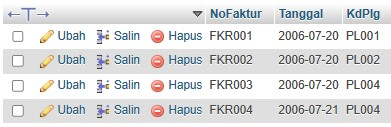 ←T→ NoFaktur Tanggal KdPlg
Ubah Salin Hapus FKR001 2006-07-20 PL001
Ubah Salin Hapus FKR002 2006-07-20 PL002
Ubah Salin Hapus FKR003 2006-07-20 PL004
Ubah Salin Hapus FKR004 2006-07-21 PL004